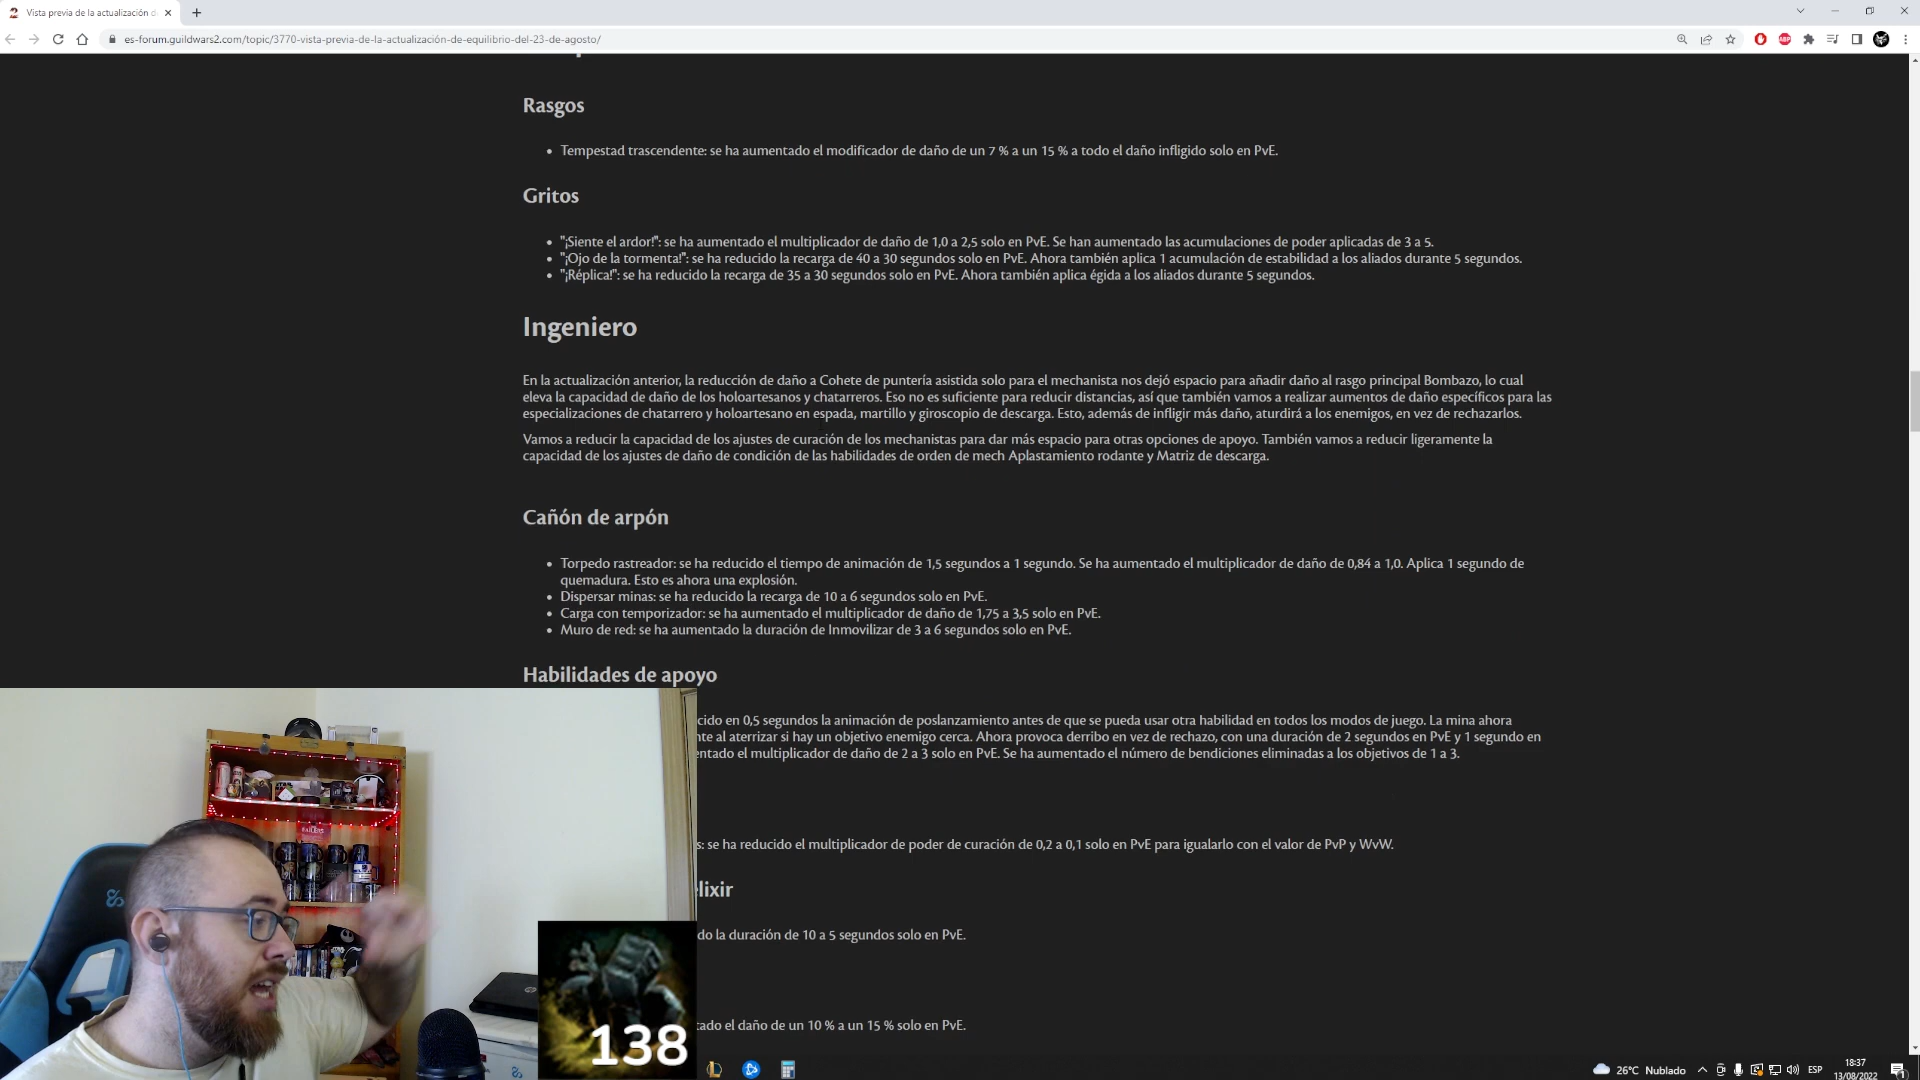 Vista previa de la actualización d
es-forum.guildwars2.com/topic/3770-vista-previa-de-la-actualización-de-equilibrio-del-23-de-agosto/
ABP
Rasgos
Tempestad trascendente: se ha aumentado el modificador de daño de un 7 % a un 15 % a todo el daño infligido solo en PvE.
Gritos
"¡Siente el ardor!": se ha aumentado el multiplicador de daño de 1,0 a 2,5 solo en PvE. Se han aumentado las acumulaciones de poder aplicadas de 3 a 5.
"¡Ojo de la tormenta!": se ha reducido la recarga de 40 a 30 segundos solo en PvE. Ahora también aplica 1 acumulación de estabilidad a los aliados durante 5 segundos.
"¡Réplica!": se ha reducido la recarga de 35 a 30 segundos solo en PvE. Ahora también aplica égida a los aliados durante 5 segundos.
Ingeniero
En la actualización anterior, la reducción de daño a Cohete de puntería asistida solo para el mechanista nos dejó espacio para añadir daño al rasgo principal Bombazo, lo cual
eleva la capacidad de daño de los holoartesanos y chatarreros. Eso no es suficiente para reducir distancias, así que también vamos a realizar aumentos de daño específicos para las
especializaciones de chatarrero y holoartesano en espada, martillo y giroscopio de descarga. Esto, además de infligir más daño, aturdirá a los enemigos, en vez de rechazarlos.
Vamos a reducir la capacidad de los ajustes de curación de los mechanistas para dar más espacio para otras opciones de apoyo. También vamos a reducir ligeramente la
capacidad de los ajustes de daño de condición de las habilidades de orden de mech Aplastamiento rodante y Matriz de descarga.
Cañón de arpón
Torpedo rastreador: se ha reducido el tiempo de animación de 1,5 segundos a 1 segundo. Se ha aumentado el multiplicador de daño de 0,84 a 1,0. Aplica 1 segundo de
quemadura. Esto es ahora una explosión.
Dispersar minas: se ha reducido la recarga de 10 a 6 segundos solo en PvE.
Carga con temporizador: se ha aumentado el multiplicador de daño de 1,75 a 3,5 solo en PvE.
Muro de red: se ha aumentado la duración de Inmovilizar de 3 a 6 segundos solo en PvE.
Habilidades de apoyo
cido en 0,5 segundos la animación de poslanzamiento antes de que se pueda usar otra habilidad en todos los modos de juego. La mina ahora
nte al aterrizar si hay un objetivo enemigo cerca. Ahora provoca derribo en vez de rechazo, con una duración de 2 segundos en PvE y 1 segundo en
ntado el multiplicador de daño de 2 a 3 solo en PvE. Se ha aumentado el número de bendiciones eliminadas a los objetivos de 1 a 3.
s: se ha reducido el multiplicador de poder de curación de 0,2 a 0,1 solo en PvE para igualarlo con el valor de PvP y WvW.
elixir
do la duración de 10 a 5 segundos solo en PvE.
tado el daño de un 10 % a un 15 % solo en PvE.
138
26°C Nublado
ESP
18:37
13/08/2022